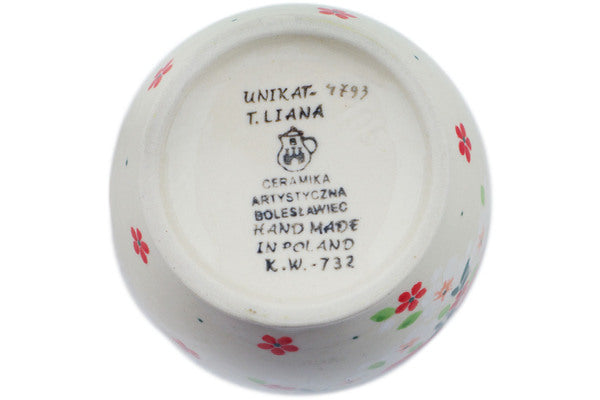 UNIKAT- 4793
T. LIANA
CERAMIKA
ARTYSTYCZNA
BOLESŁAWIEC
HAND MADE
IN POLAND
K.W.-732